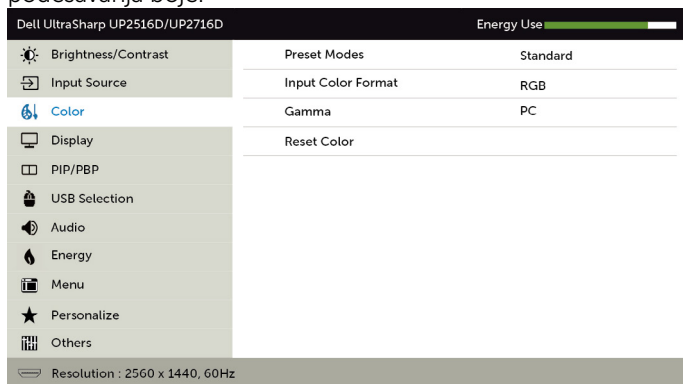 Dell UltraSharp UP2516D/UP2716D Energy Use
Brightness/Contrast
Preset Modes Standard
Input Source
Input Color Format RGB
Color
Gamma PC
Display
Reset Color
PIP/PBP
USB Selection
Audio
Energy
Menu
Personalize
Others
Resolution : 2560 x 1440, 60Hz